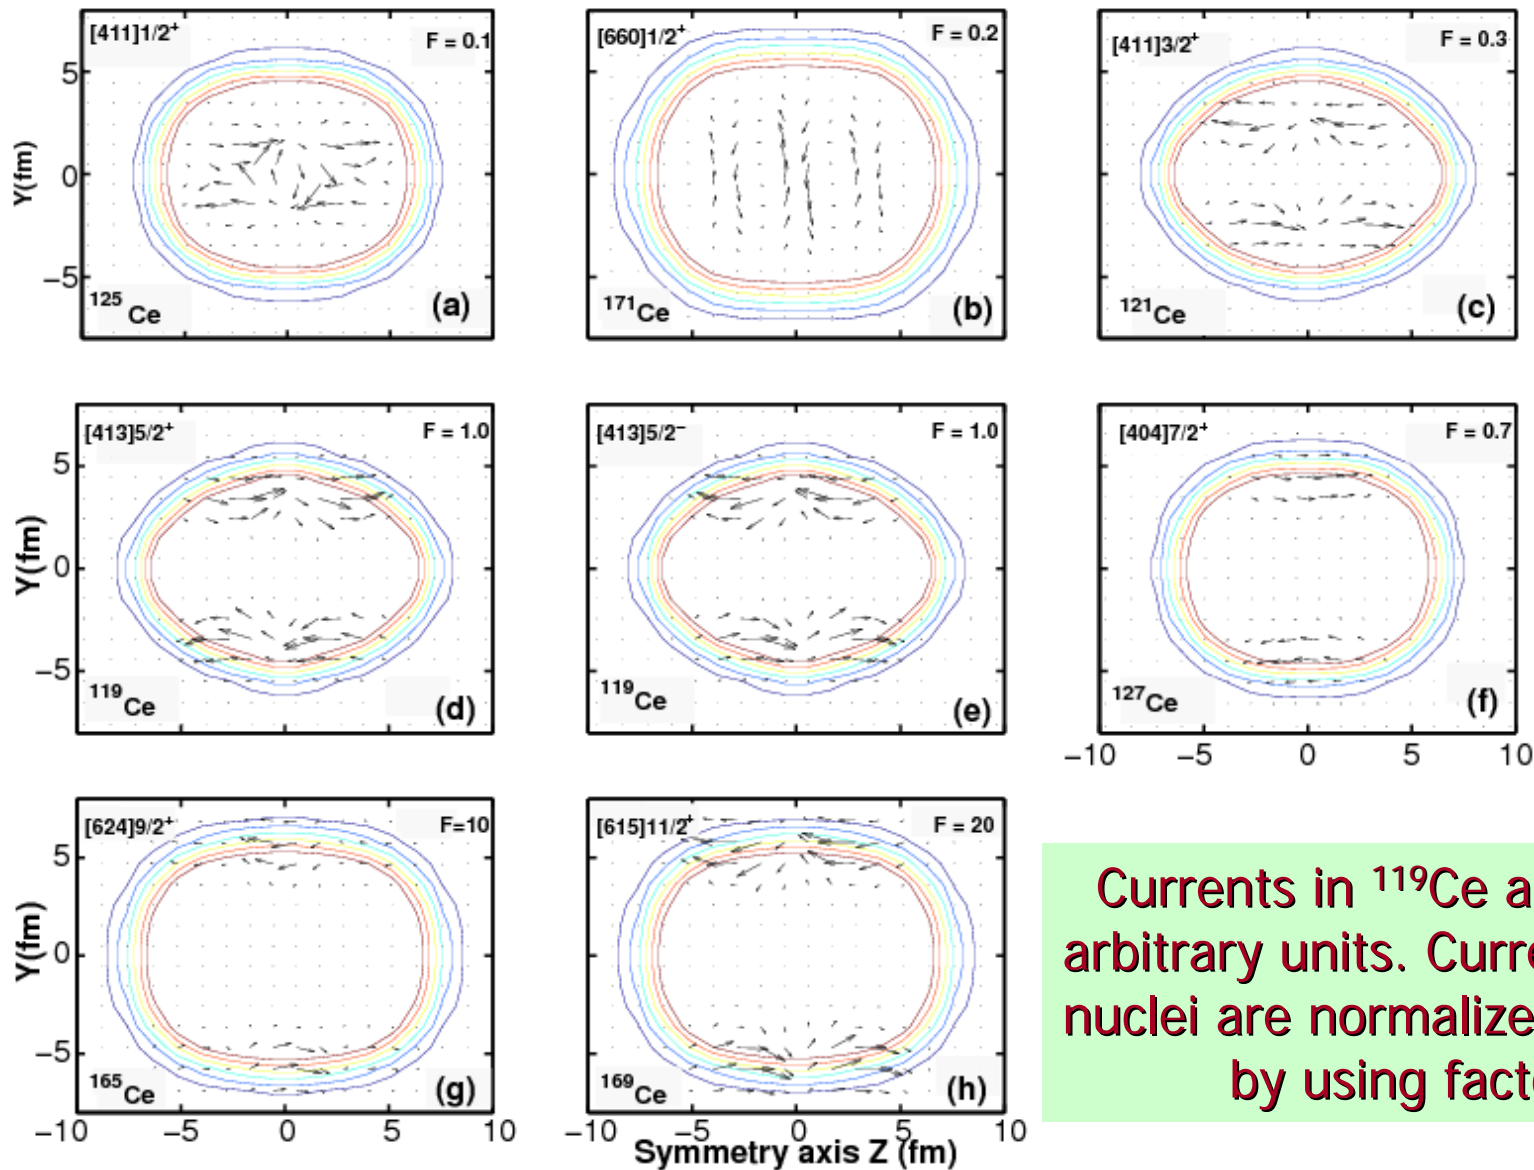 [411]1/2⁺ F = 0.1
[660]1/2⁺ F = 0.2
[411]3/2⁺ F = 0.3
Y(fm)
5
0
−5
¹²⁵Ce (a)
¹⁷¹Ce (b)
¹²¹Ce (c)
[413]5/2⁺ F = 1.0
[413]5/2⁻ F = 1.0
[404]7/2⁺ F = 0.7
Y(fm)
5
0
−5
¹¹⁹Ce (d)
¹¹⁹Ce (e)
¹²⁷Ce (f)
−10 −5 0 5 10
[624]9/2⁺ F=10
[615]11/2⁺ F = 20
Y(fm)
5
0
−5
¹⁶⁵Ce (g)
¹⁶⁹Ce (h)
−10 −5 0 5 10
−10 −5 0 5 10
Symmetry axis Z (fm)
Currents in ¹¹⁹Ce
arbitrary units.
nuclei are
by using